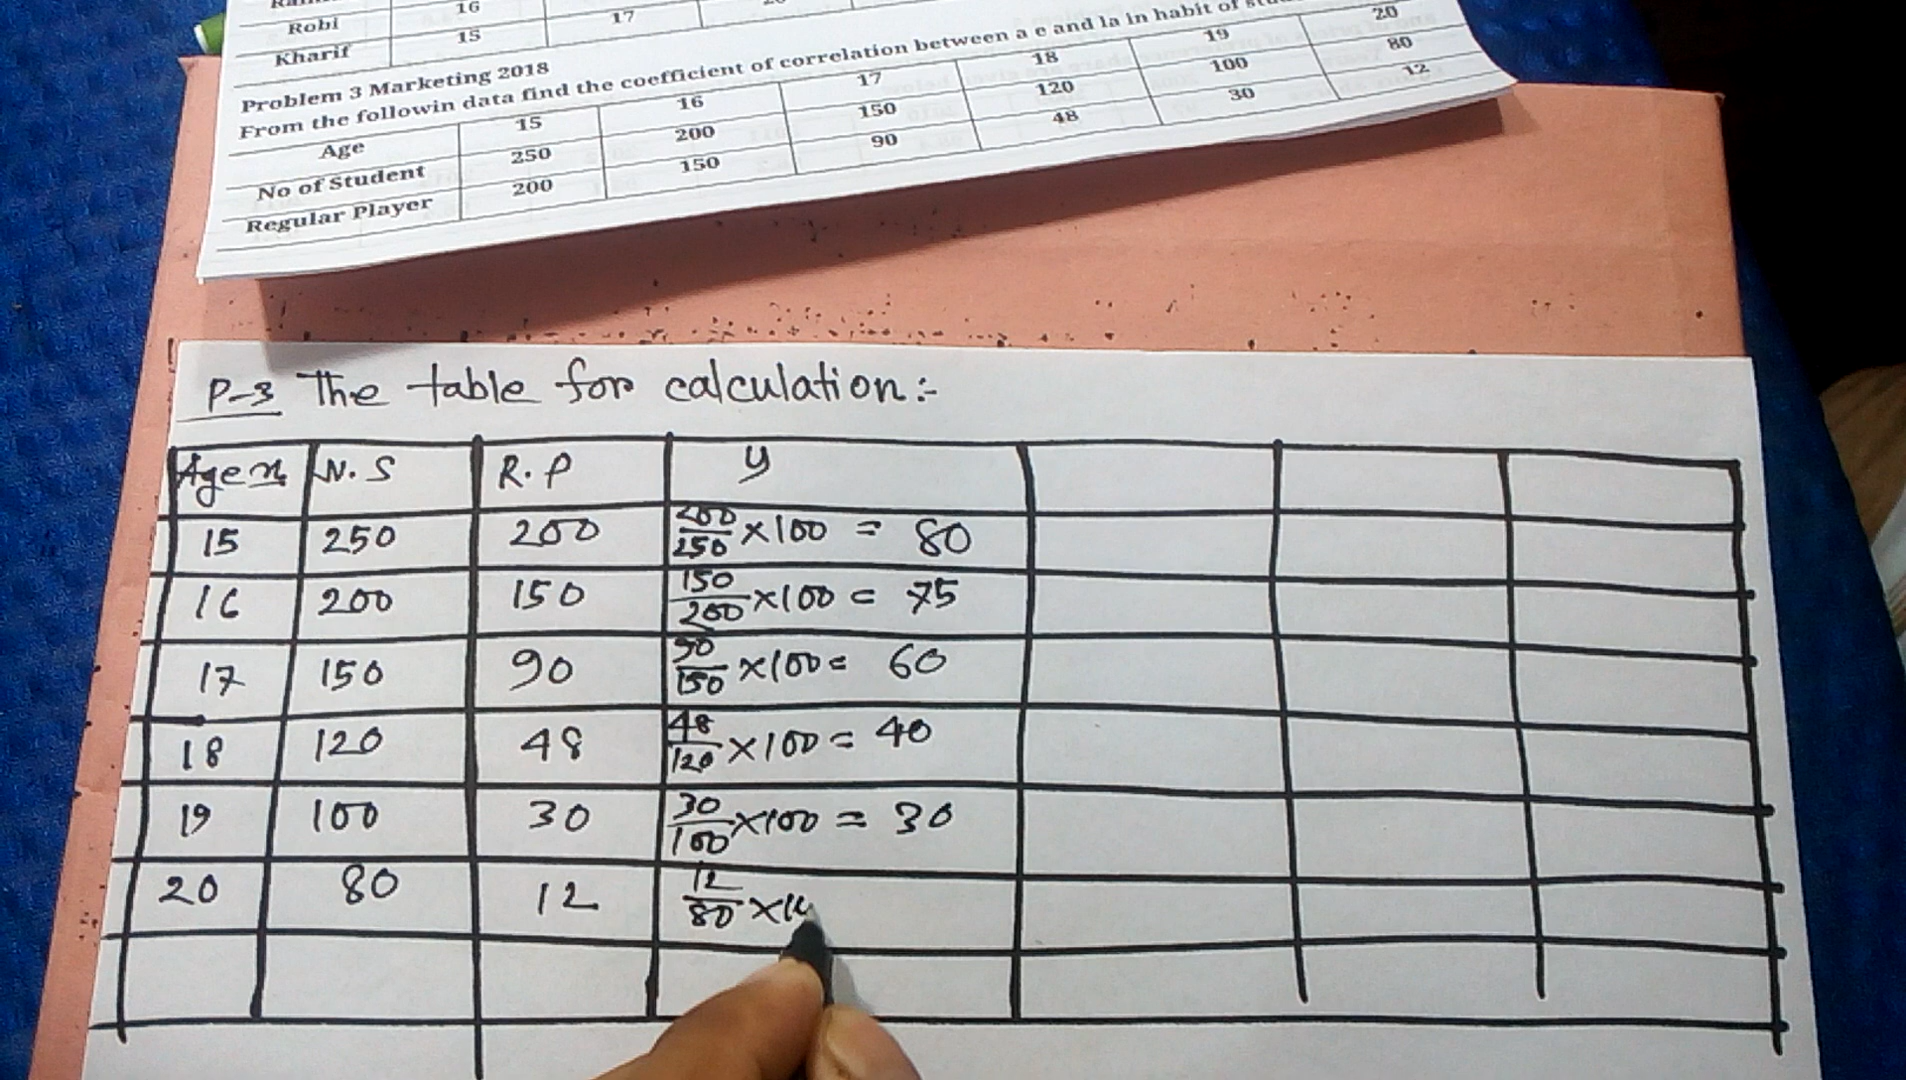 Robi 16 17
Kharif 15
Problem 3 Marketing 2018
From the followin data find the coefficient of correlation between a e and la in habit of
Age 15 16 17 18 19 20
No of Student 250 200 150 120 100 80
Regular Player 200 150 90 48 30 12
P-3 The table for calculation:-
Age x N.S R.P y
15 250 200 200/250 ×100 = 80
16 200 150 150/200 ×100 = 75
17 150 90 90/150 ×100 = 60
18 120 48 48/120 ×100 = 40
19 100 30 30/100 ×100 = 30
20 80 12 12/80 ×10